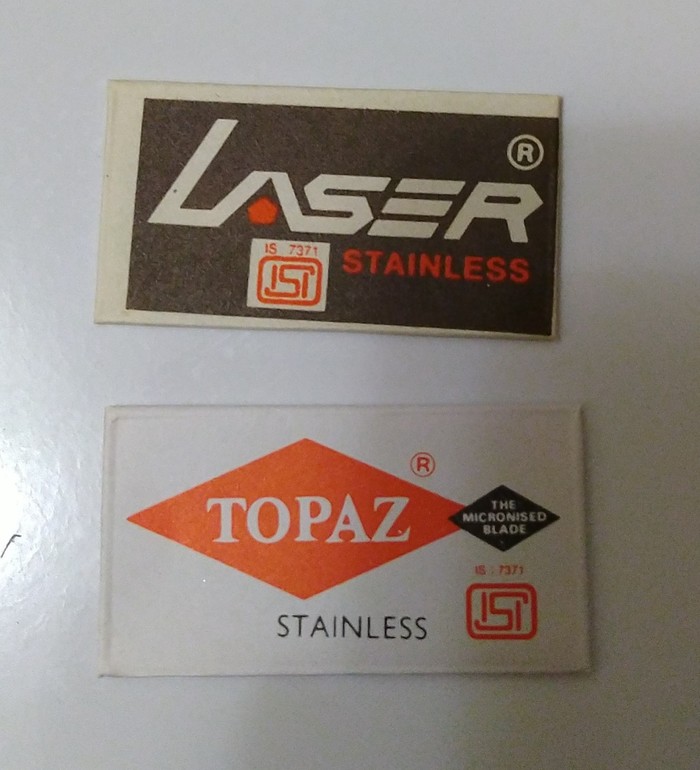 LASER ®
IS 7371
ISI
STAINLESS
®
TOPAZ
THE
MICRONISED
BLADE
IS : 7371
ISI
STAINLESS